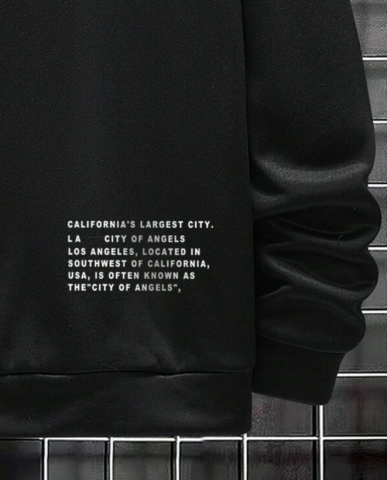 CALIFORNIA'S LARGEST CITY.
LA CITY OF ANGELS
LOS ANGELES, LOCATED IN
SOUTHWEST OF CALIFORNIA,
USA, IS OFTEN KNOWN AS
THE"CITY OF ANGELS",